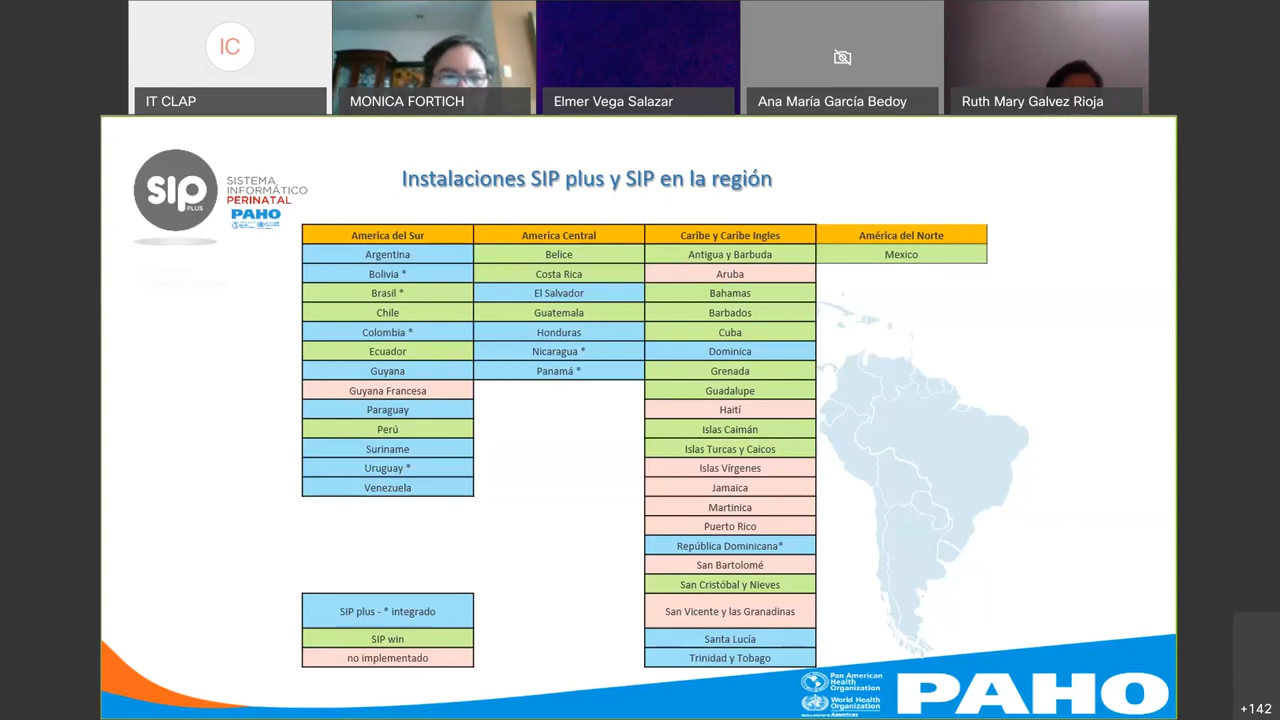 IC
IT CLAP
MONICA FORTICH
Elmer Vega Salazar
Ana María García Bedoy
Ruth Mary Galvez Rioja
sip
PLUS
SISTEMA
INFORMÁTICO
PERINATAL
PAHO
Instalaciones SIP plus y SIP en la región
America del Sur
Argentina
Bolivia *
Brasil *
Chile
Colombia *
Ecuador
Guyana
Guyana Francesa
Paraguay
Perú
Suriname
Uruguay *
Venezuela
America Central
Belice
Costa Rica
El Salvador
Guatemala
Honduras
Nicaragua *
Panamá *
Caribe y Caribe Ingles
Antigua y Barbuda
Aruba
Bahamas
Barbados
Cuba
Dominica
Grenada
Guadalupe
Haití
Islas Caimán
Islas Turcas y Caicos
Islas Vírgenes
Jamaica
Martinica
Puerto Rico
República Dominicana*
San Bartolomé
San Cristóbal y Nieves
San Vicente y las Granadinas
Santa Lucía
Trinidad y Tobago
América del Norte
Mexico
SIP plus - * integrado
SIP win
no implementado
Pan American
Health
Organization
World Health
Organization
Americas
PAHO
+142